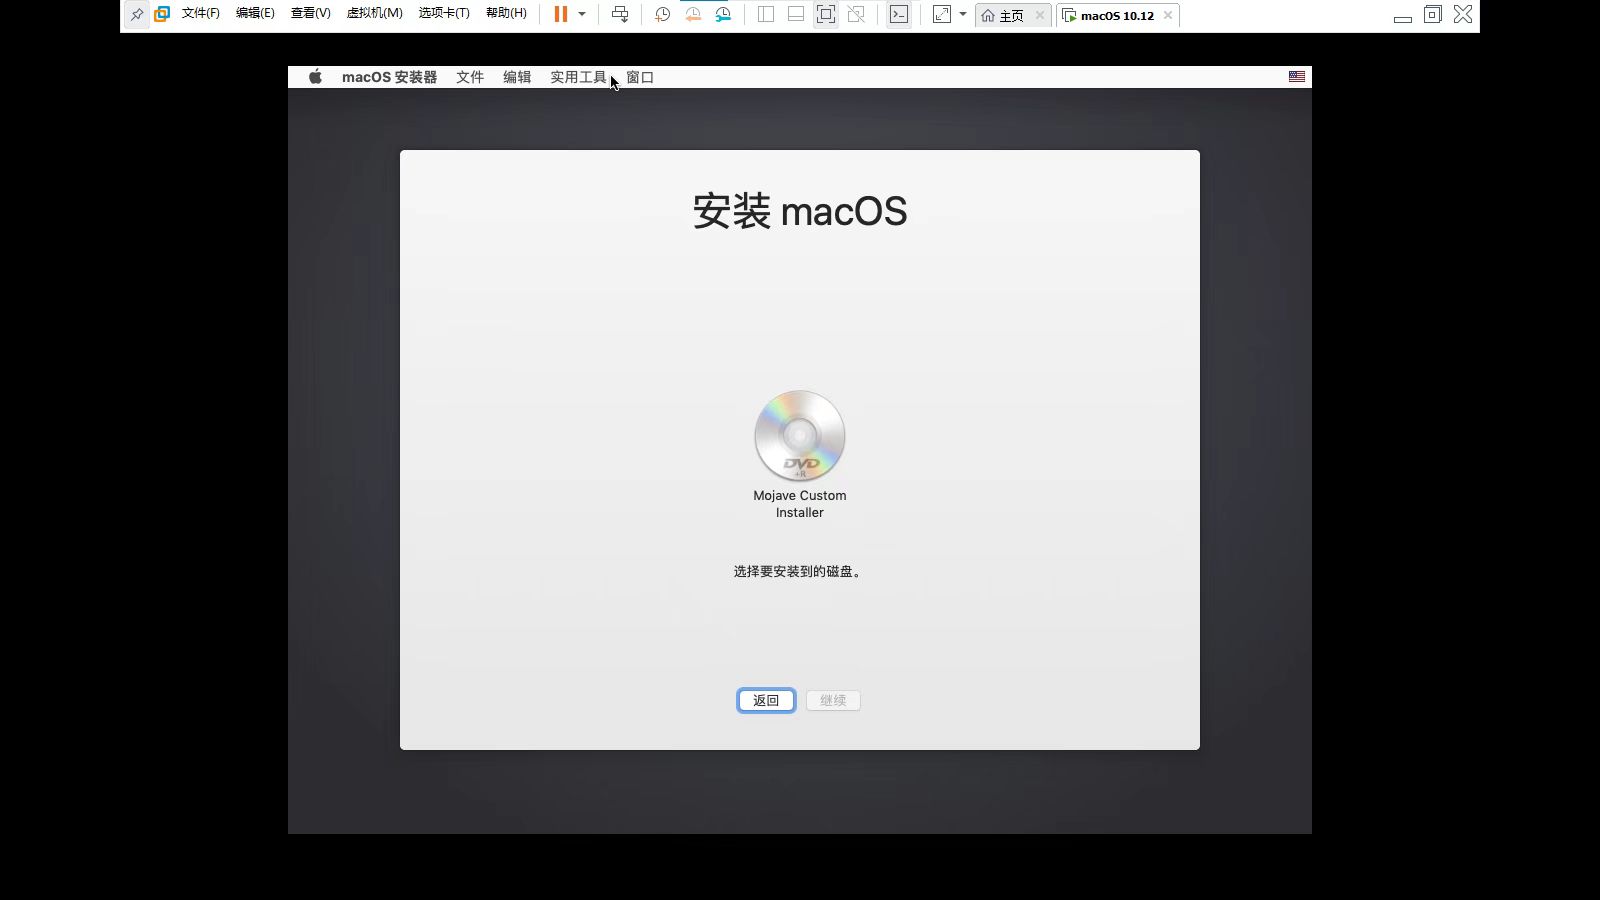 文件(F) 编辑(E) 查看(V) 虚拟机(M) 选项卡(T) 帮助(H) 主页 macOS 10.12
macOS 安装器 文件 编辑 实用工具 窗口
安装 macOS
DVD
+R
Mojave Custom
Installer
选择要安装到的磁盘。
返回 继续